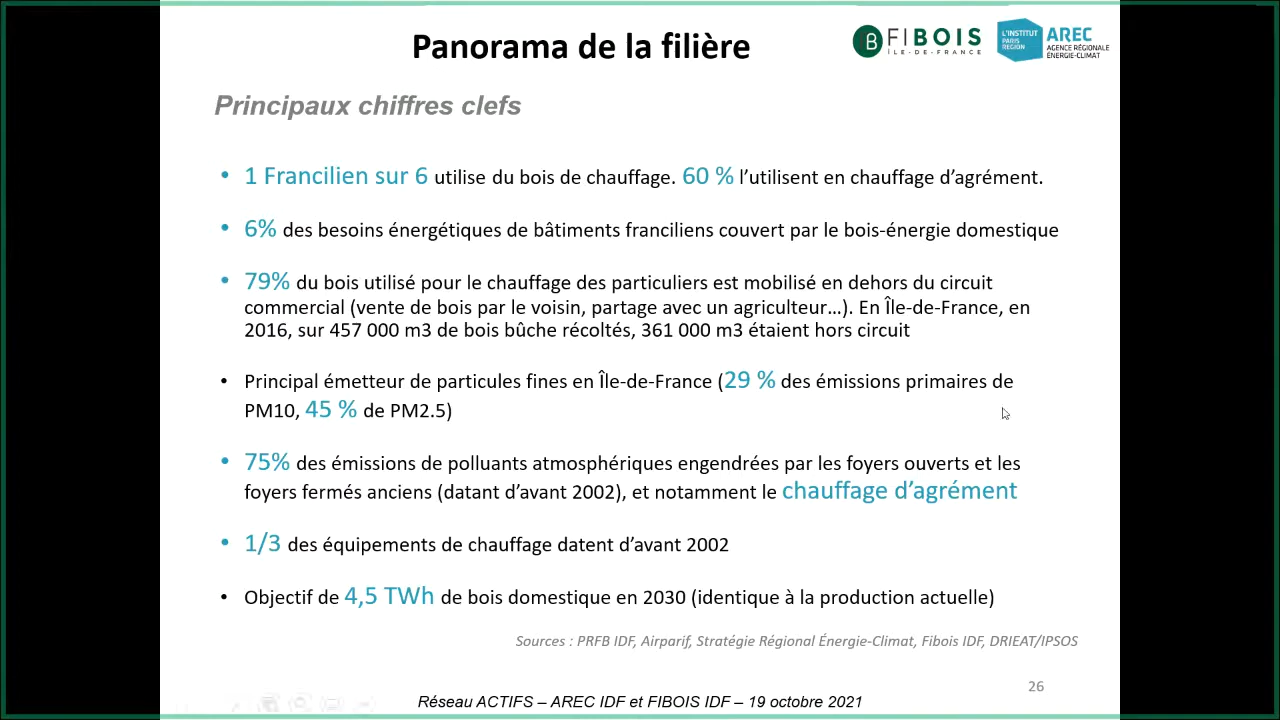 Panorama de la filière
FIBOIS
ÎLE-DE-FRANCE
L'INSTITUT
PARIS
REGION
AREC
AGENCE RÉGIONALE
ÉNERGIE-CLIMAT
Principaux chiffres clefs
• 1 Francilien sur 6 utilise du bois de chauffage. 60 % l’utilisent en chauffage d’agrément.
• 6% des besoins énergétiques de bâtiments franciliens couvert par le bois-énergie domestique
• 79% du bois utilisé pour le chauffage des particuliers est mobilisé en dehors du circuit
commercial (vente de bois par le voisin, partage avec un agriculteur…). En Île-de-France, en
2016, sur 457 000 m3 de bois bûche récoltés, 361 000 m3 étaient hors circuit
• Principal émetteur de particules fines en Île-de-France (29 % des émissions primaires de
PM10, 45 % de PM2.5)
• 75% des émissions de polluants atmosphériques engendrées par les foyers ouverts et les
foyers fermés anciens (datant d’avant 2002), et notamment le chauffage d’agrément
• 1/3 des équipements de chauffage datent d’avant 2002
• Objectif de 4,5 TWh de bois domestique en 2030 (identique à la production actuelle)
Sources : PRFB IDF, Airparif, Stratégie Régional Énergie-Climat, Fibois IDF, DRIEAT/IPSOS
26
Réseau ACTIFS – AREC IDF et FIBOIS IDF – 19 octobre 2021